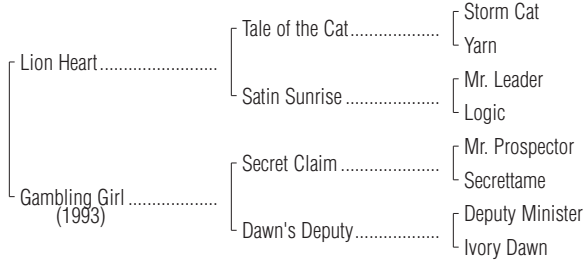 Storm Cat
Tale of the Cat....................
Yarn
Lion Heart.........................
Mr. Leader
Satin Sunrise......................
Logic
Mr. Prospector
Secret Claim.......................
Secrettame
Gambling Girl......................
(1993)
Deputy Minister
Dawn's Deputy....................
Ivory Dawn